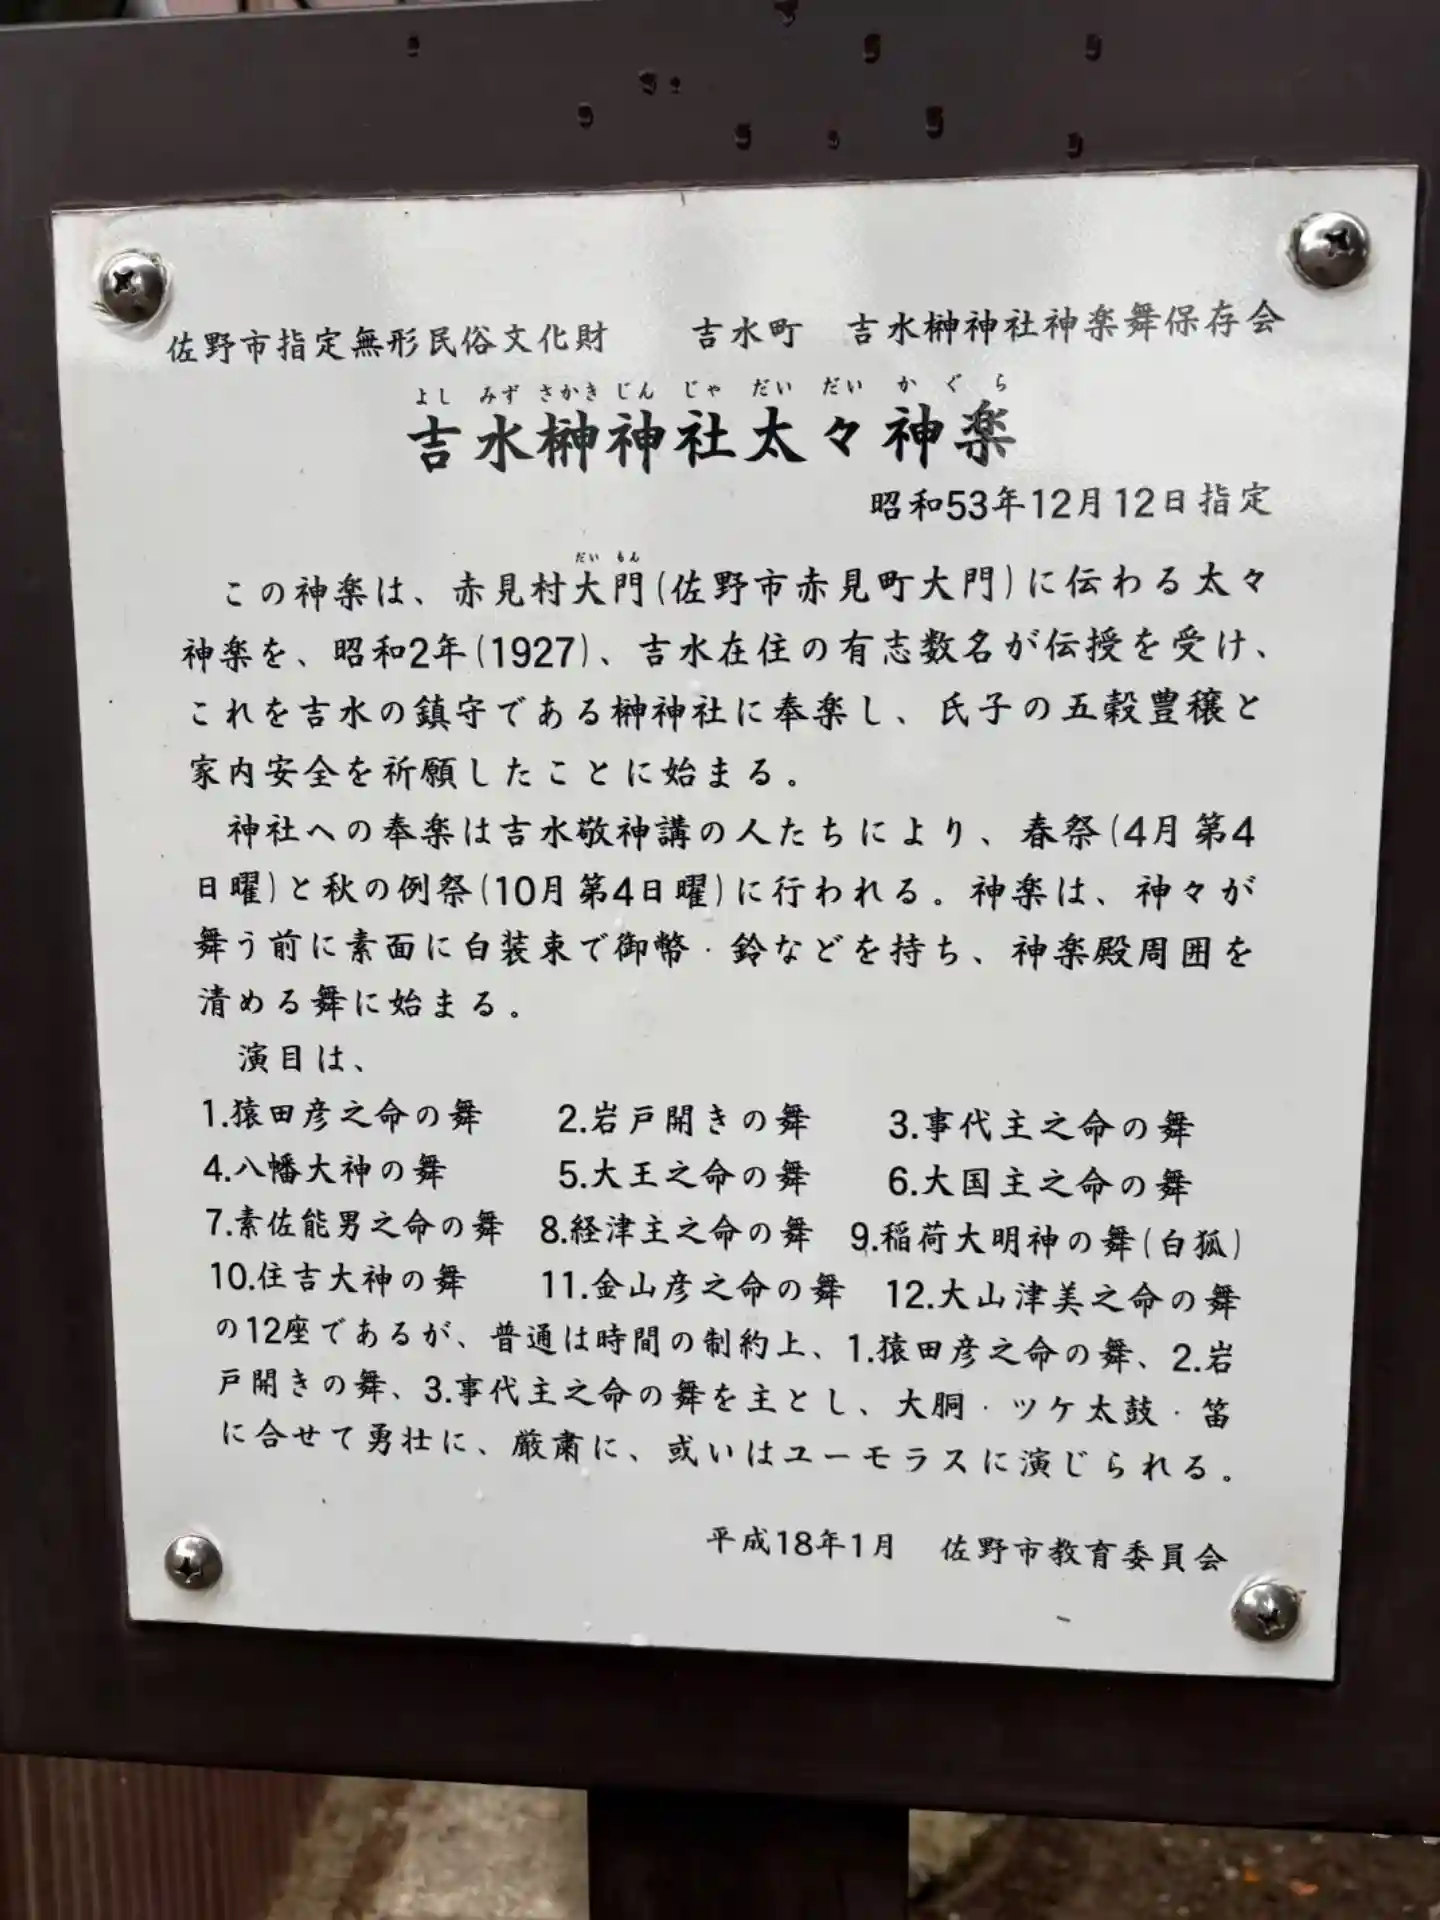 佐野市指定無形民俗文化財　　吉水町　吉水榊神社神楽舞保存会
よし みず さかき じん じゃ だい だい か ぐ ら
吉水榊神社太々神楽
昭和53年12月12日指定
だい もん
この神楽は、赤見村大門(佐野市赤見町大門)に伝わる太々
神楽を、昭和2年(1927)、吉水在住の有志数名が伝授を受け、
これを吉水の鎮守である榊神社に奉楽し、氏子の五穀豊穣と
家内安全を祈願したことに始まる。
神社への奉楽は吉水敬神講の人たちにより、春祭(4月第4
日曜)と秋の例祭(10月第4日曜)に行われる。神楽は、神々が
舞う前に素面に白装束で御幣・鈴などを持ち、神楽殿周囲を
清める舞に始まる。
演目は、
1.猿田彦之命の舞　2.岩戸開きの舞　3.事代主之命の舞
4.八幡大神の舞　5.大王之命の舞　6.大国主之命の舞
7.素佐能男之命の舞　8.経津主之命の舞　9.稲荷大明神の舞(白狐)
10.住吉大神の舞　11.金山彦之命の舞　12.大山津美之命の舞
の12座であるが、普通は時間の制約上、1.猿田彦之命の舞、2.岩
戸開きの舞、3.事代主之命の舞を主とし、大胴・ツケ太鼓・笛
に合せて勇壮に、厳粛に、或いはユーモラスに演じられる。
平成18年1月　佐野市教育委員会